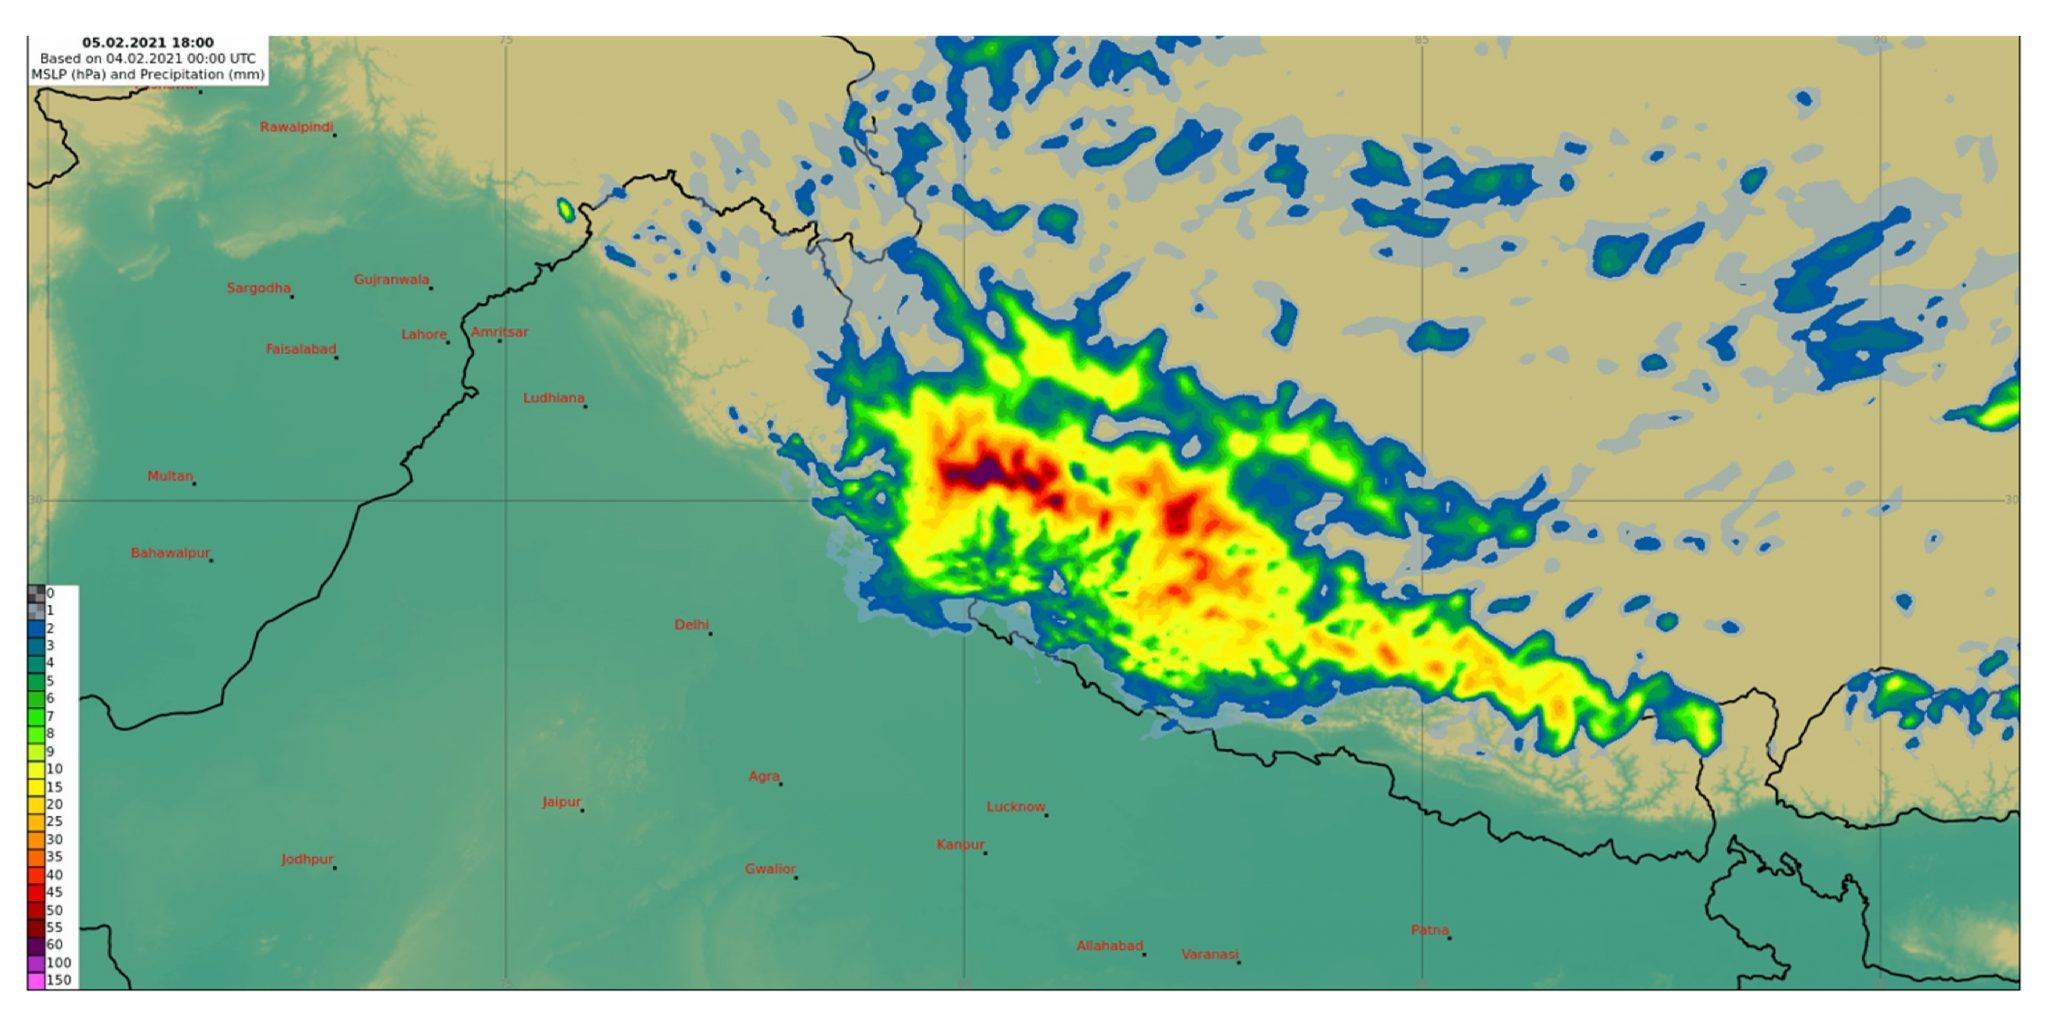 05.02.2021 18:00
Based on 04.02.2021 00:00 UTC
MSLP (hPa) and Precipitation (mm)
75
85
90
Rawalpindi
Sargodha
Gujranwala
Lahore
Amritsar
Faisalabad
Ludhiana
Multan
30
30
Bahawalpur
Delhi
Agra
Jaipur
Lucknow
Kanpur
Jodhpur
Gwalior
Patna
Allahabad
Varanasi
0
1
2
3
4
5
6
7
8
9
10
15
20
25
30
35
40
45
50
55
60
100
150